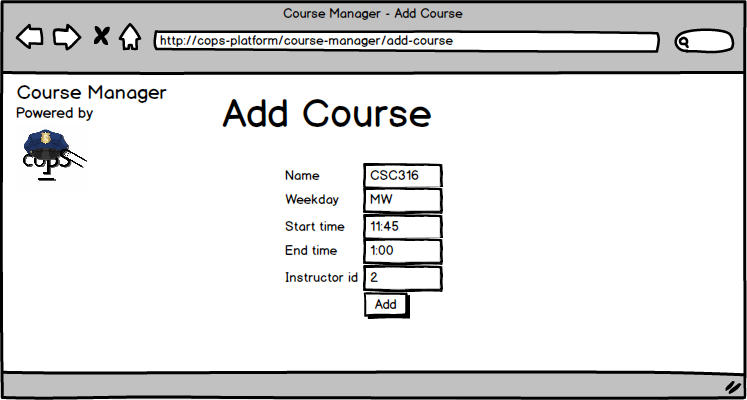 Course Manager - Add Course
http://cops-platform/course-manager/add-course
Course Manager
Powered by
COPS
Add Course
Name CSC316
Weekday MW
Start time 11:45
End time 1:00
Instructor id 2
Add